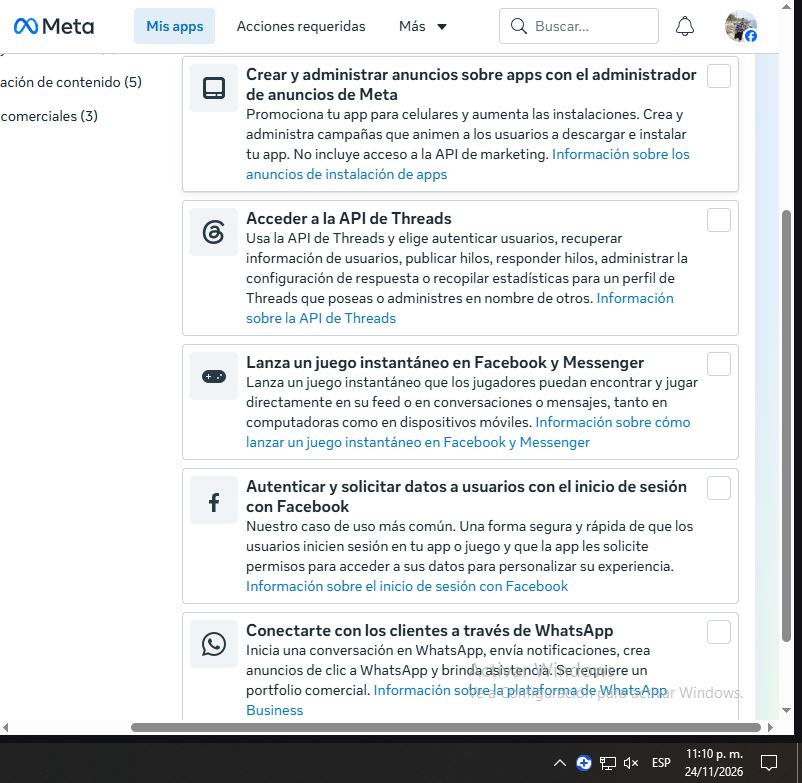 Meta
Mis apps
Acciones requeridas
Más
Buscar...
ación de contenido (5)
comerciales (3)
Crear y administrar anuncios sobre apps con el administrador
de anuncios de Meta
Promociona tu app para celulares y aumenta las instalaciones. Crea y
administra campañas que animen a los usuarios a descargar e instalar
tu app. No incluye acceso a la API de marketing. Información sobre los
anuncios de instalación de apps
Acceder a la API de Threads
Usa la API de Threads y elige autenticar usuarios, recuperar
información de usuarios, publicar hilos, responder hilos, administrar la
configuración de respuesta o recopilar estadísticas para un perfil de
Threads que poseas o administres en nombre de otros. Información
sobre la API de Threads
Lanza un juego instantáneo en Facebook y Messenger
Lanza un juego instantáneo que los jugadores puedan encontrar y jugar
directamente en su feed o en conversaciones o mensajes, tanto en
computadoras como en dispositivos móviles. Información sobre cómo
lanzar un juego instantáneo en Facebook y Messenger
Autenticar y solicitar datos a usuarios con el inicio de sesión
con Facebook
Nuestro caso de uso más común. Una forma segura y rápida de que los
usuarios inicien sesión en tu app o juego y que la app les solicite
permisos para acceder a sus datos para personalizar su experiencia.
Información sobre el inicio de sesión con Facebook
Conectarte con los clientes a través de WhatsApp
Inicia una conversación en WhatsApp, envía notificaciones, crea
anuncios de clic a WhatsApp y brinda asistencia. Se requiere un
portfolio comercial. Información sobre la plataforma de WhatsApp
Business
Activar Windows
Ve a Configuración para activar Windows.
ESP
11:10 p. m.
24/11/2026